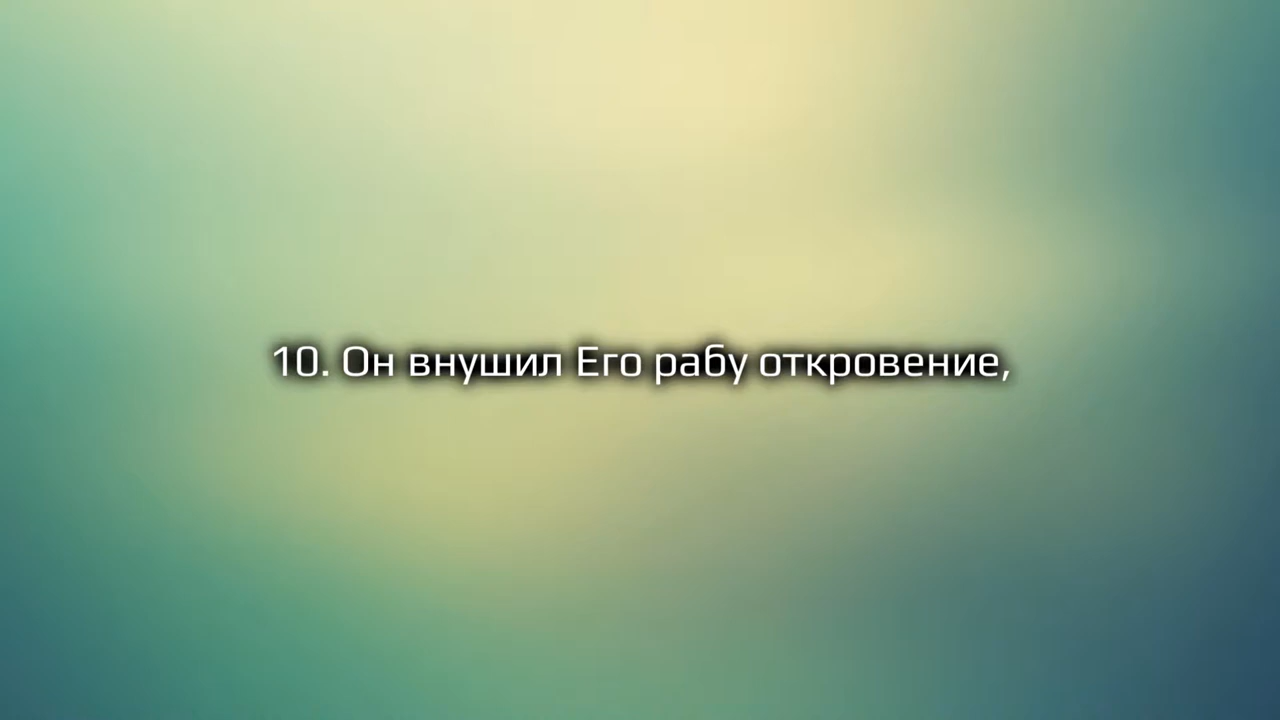 10. Он внушил Его рабу откровение,